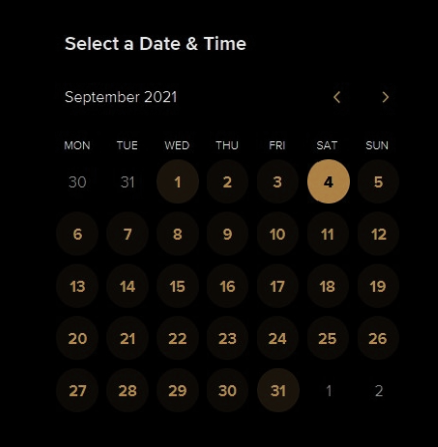 Select a Date & Time
September 2021
MON TUE WED THU FRI SAT SUN
30 31 1 2 3 4 5
6 7 8 9 10 11 12
13 14 15 16 17 18 19
20 21 22 23 24 25 26
27 28 29 30 31 1 2